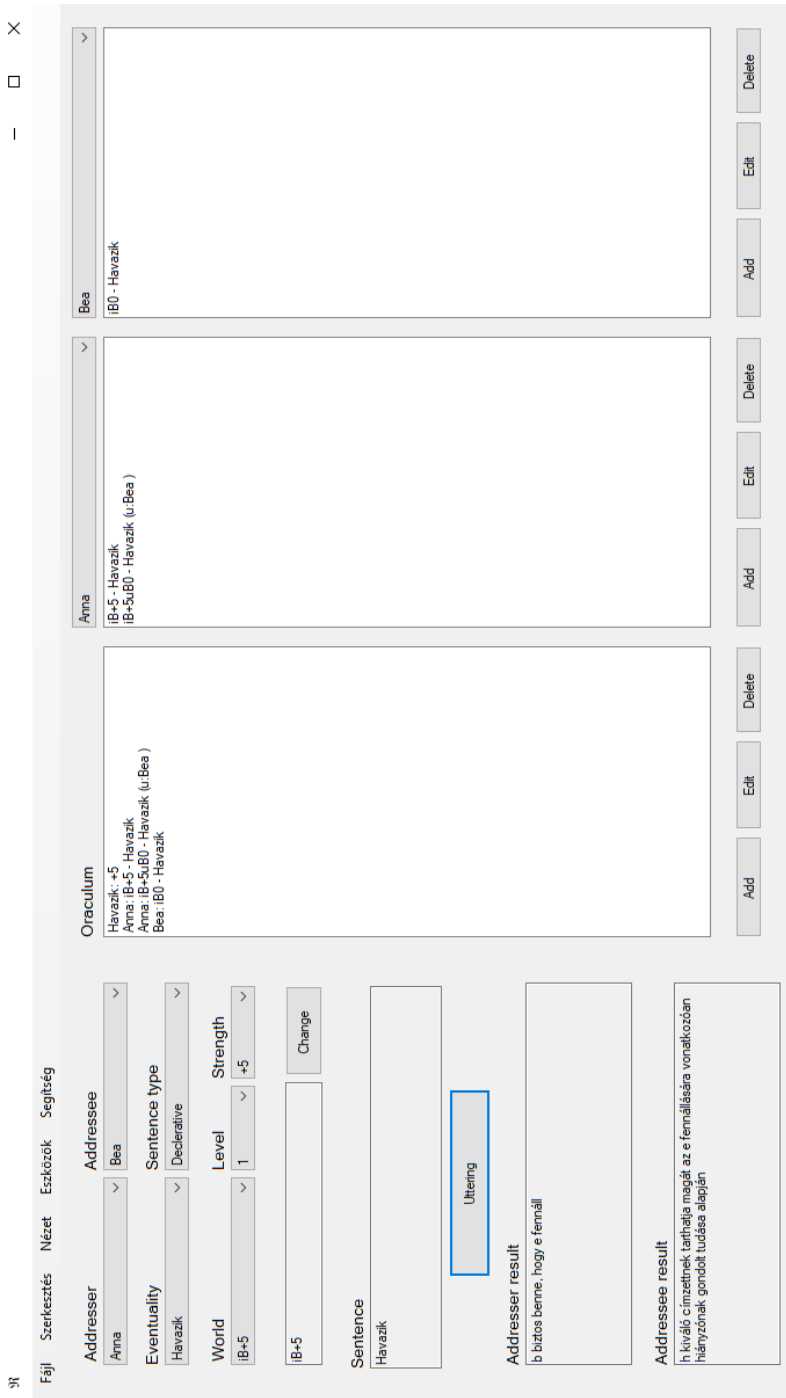 ℜ
Fájl Szerkesztés Nézet Eszközök Segítség
Addresser Addressee
Anna Bea
Eventuality Sentence type
Havazik Declerative
World Level Strength
iB+5 1 +5
iB+5 Change
Sentence
Havazik
Uttering
Addresser result
b biztos benne, hogy e fennáll
Addressee result
h kiváló címzettnek tarthatja magát az e fennállására vonatkozóan
hiányzónak gondolt tudása alapján
Oraculum
Havazik: +5
Anna: iB+5 - Havazik
Anna: iB+5uB0 - Havazik (u:Bea )
Bea: iB0 - Havazik
Add Edit Delete
Anna
iB+5 - Havazik
iB+5uB0 - Havazik (u:Bea )
Add Edit Delete
Bea
iB0 - Havazik
Add Edit Delete